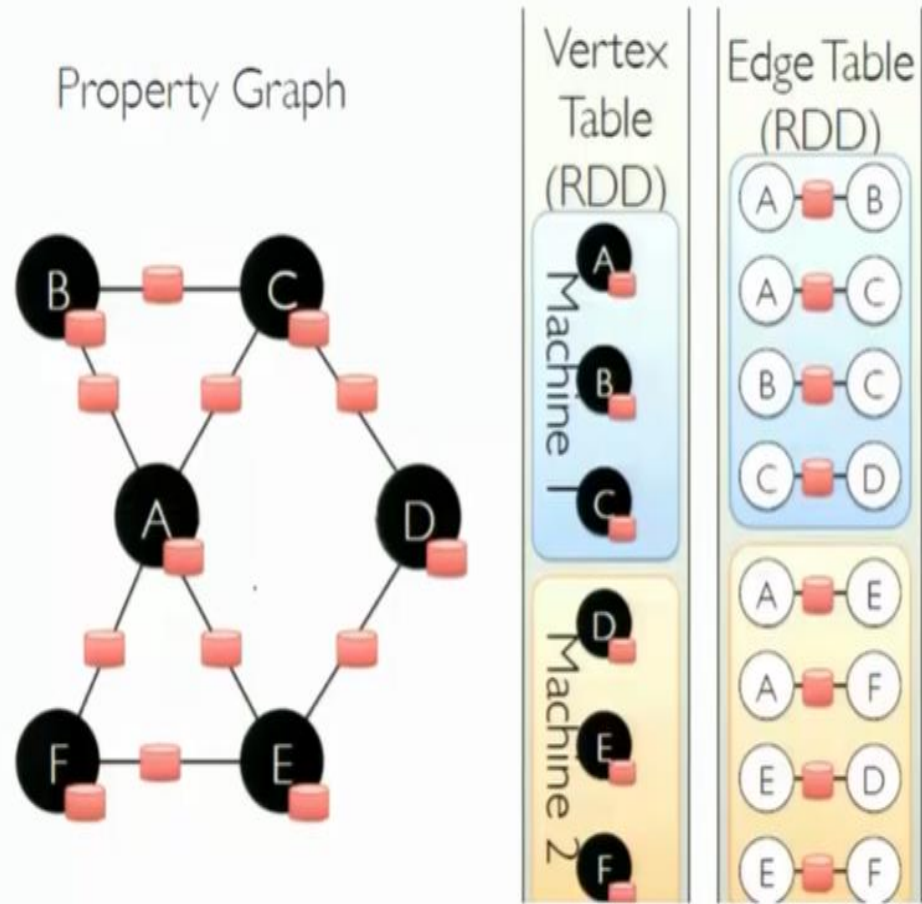 Property Graph
B
C
A
D
F
E
Vertex
Table
(RDD)
Machine 1
A
B
C
Machine 2
D
E
F
Edge Table
(RDD)
A B
A C
B C
C D
A E
A F
E D
E F